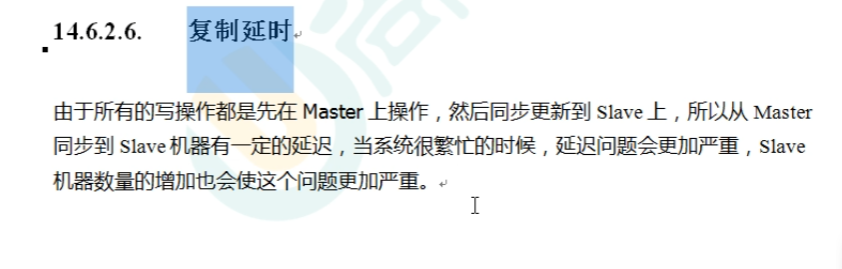 14.6.2.6. 复制延时
由于所有的写操作都是先在 Master 上操作，然后同步更新到 Slave 上，所以从 Master
同步到 Slave 机器有一定的延迟，当系统很繁忙的时候，延迟问题会更加严重，Slave
机器数量的增加也会使这个问题更加严重。